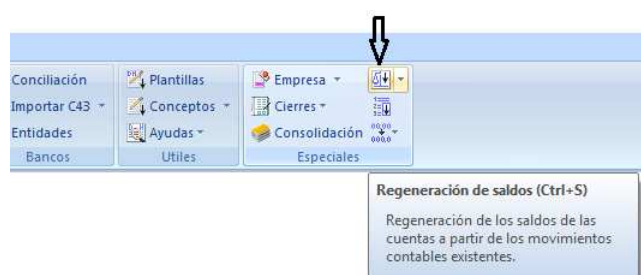 Conciliación
Importar C43
Entidades
Bancos
Plantillas
Conceptos
Ayudas
Utiles
Empresa
Cierres
Consolidación
Especiales
Regeneración de saldos (Ctrl+S)
Regeneración de los saldos de las
cuentas a partir de los movimientos
contables existentes.